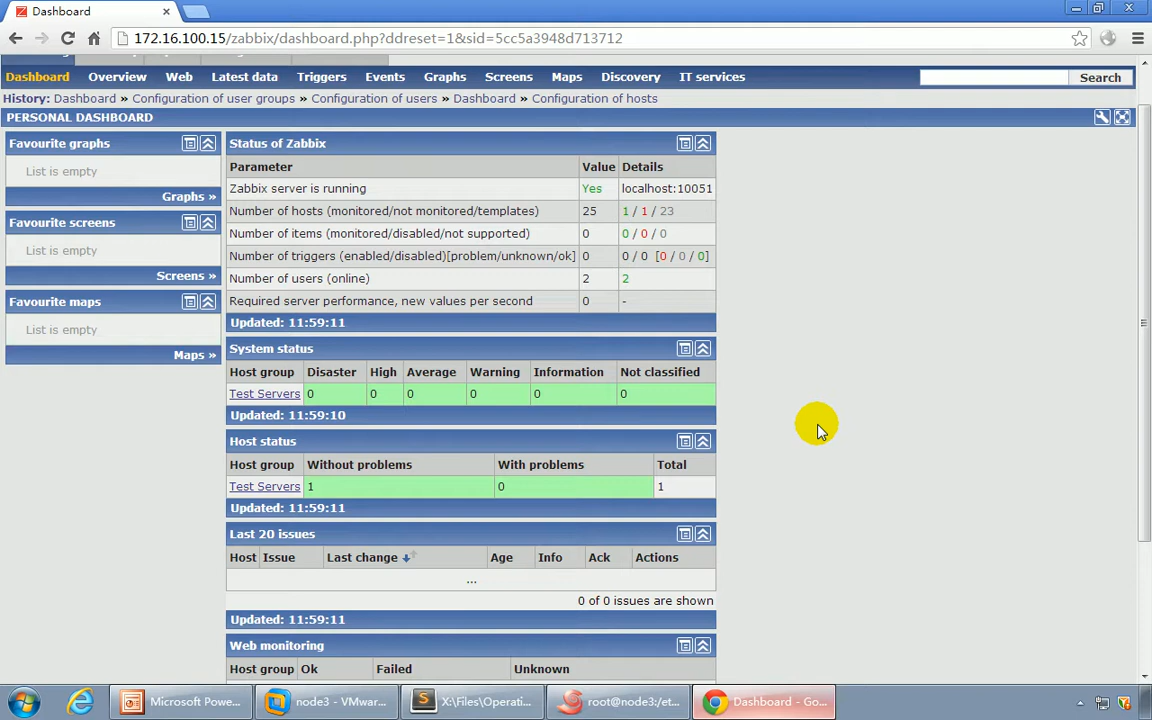 Dashboard
172.16.100.15/zabbix/dashboard.php?ddreset=1&sid=5cc5a3948d713712
Dashboard Overview Web Latest data Triggers Events Graphs Screens Maps Discovery IT services Search
History: Dashboard » Configuration of user groups » Configuration of users » Dashboard » Configuration of hosts
PERSONAL DASHBOARD
Favourite graphs
List is empty
Graphs »
Favourite screens
List is empty
Screens »
Favourite maps
List is empty
Maps »
Status of Zabbix
Parameter Value Details
Zabbix server is running Yes localhost:10051
Number of hosts (monitored/not monitored/templates) 25 1 / 1 / 23
Number of items (monitored/disabled/not supported) 0 0 / 0 / 0
Number of triggers (enabled/disabled)[problem/unknown/ok] 0 0 / 0 [0 / 0 / 0]
Number of users (online) 2 2
Required server performance, new values per second 0 -
Updated: 11:59:11
System status
Host group Disaster High Average Warning Information Not classified
Test Servers 0 0 0 0 0 0
Updated: 11:59:10
Host status
Host group Without problems With problems Total
Test Servers 1 0 1
Updated: 11:59:11
Last 20 issues
Host Issue Last change Age Info Ack Actions
...
0 of 0 issues are shown
Updated: 11:59:11
Web monitoring
Host group Ok Failed Unknown
Microsoft Powe... node3 - VMwar... X:\Files\Operati... root@node3:/et... Dashboard - Go...